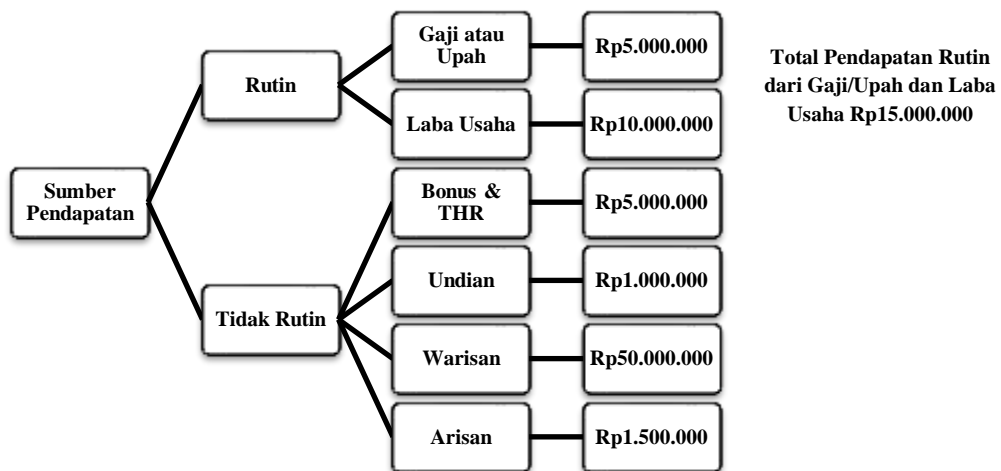 Sumber
Pendapatan
Rutin
Gaji atau
Upah
Rp5.000.000
Laba Usaha
Rp10.000.000
Tidak Rutin
Bonus &
THR
Rp5.000.000
Undian
Rp1.000.000
Warisan
Rp50.000.000
Arisan
Rp1.500.000
Total Pendapatan Rutin
dari Gaji/Upah dan Laba
Usaha Rp15.000.000